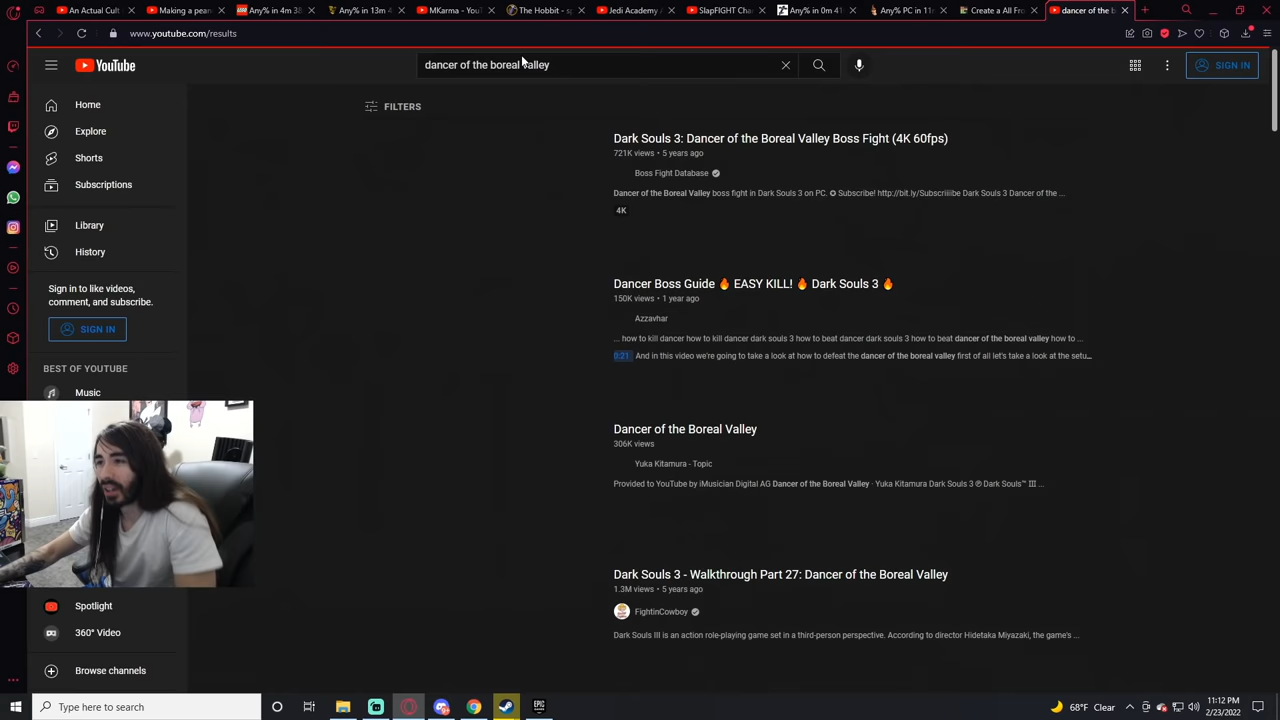 An Actual Cult
Making a pean
Any% in 4m 38
Any% in 13m 4
MKarma - YouT
The Hobbit - sp
Jedi Academy
SlapFIGHT Cha
Any% in 0m 41
Any% PC in 11m
Create a All Fro
dancer of the b
www.youtube.com/results
YouTube
dancer of the boreal valley
SIGN IN
Home
Explore
Shorts
Subscriptions
Library
History
Sign in to like videos,
comment, and subscribe.
SIGN IN
BEST OF YOUTUBE
Music
Spotlight
360° Video
Browse channels
FILTERS
Dark Souls 3: Dancer of the Boreal Valley Boss Fight (4K 60fps)
721K views • 5 years ago
Boss Fight Database
Dancer of the Boreal Valley boss fight in Dark Souls 3 on PC. ✪ Subscribe! http://bit.ly/Subscriiiibe Dark Souls 3 Dancer of the ...
4K
Dancer Boss Guide 🔥 EASY KILL! 🔥 Dark Souls 3 🔥
150K views • 1 year ago
Azzavhar
... how to kill dancer how to kill dancer dark souls 3 how to beat dancer dark souls 3 how to beat dancer of the boreal valley how to ...
0:21 And in this video we're going to take a look at how to defeat the dancer of the boreal valley first of all let's take a look at the setu...
Dancer of the Boreal Valley
306K views
Yuka Kitamura - Topic
Provided to YouTube by iMusician Digital AG Dancer of the Boreal Valley · Yuka Kitamura Dark Souls 3 ℗ Dark Souls™ III ...
Dark Souls 3 - Walkthrough Part 27: Dancer of the Boreal Valley
1.3M views • 5 years ago
FightinCowboy
Dark Souls III is an action role-playing game set in a third-person perspective. According to director Hidetaka Miyazaki, the game's ...
Type here to search
EPIC
68°F Clear
11:12 PM
2/23/2022